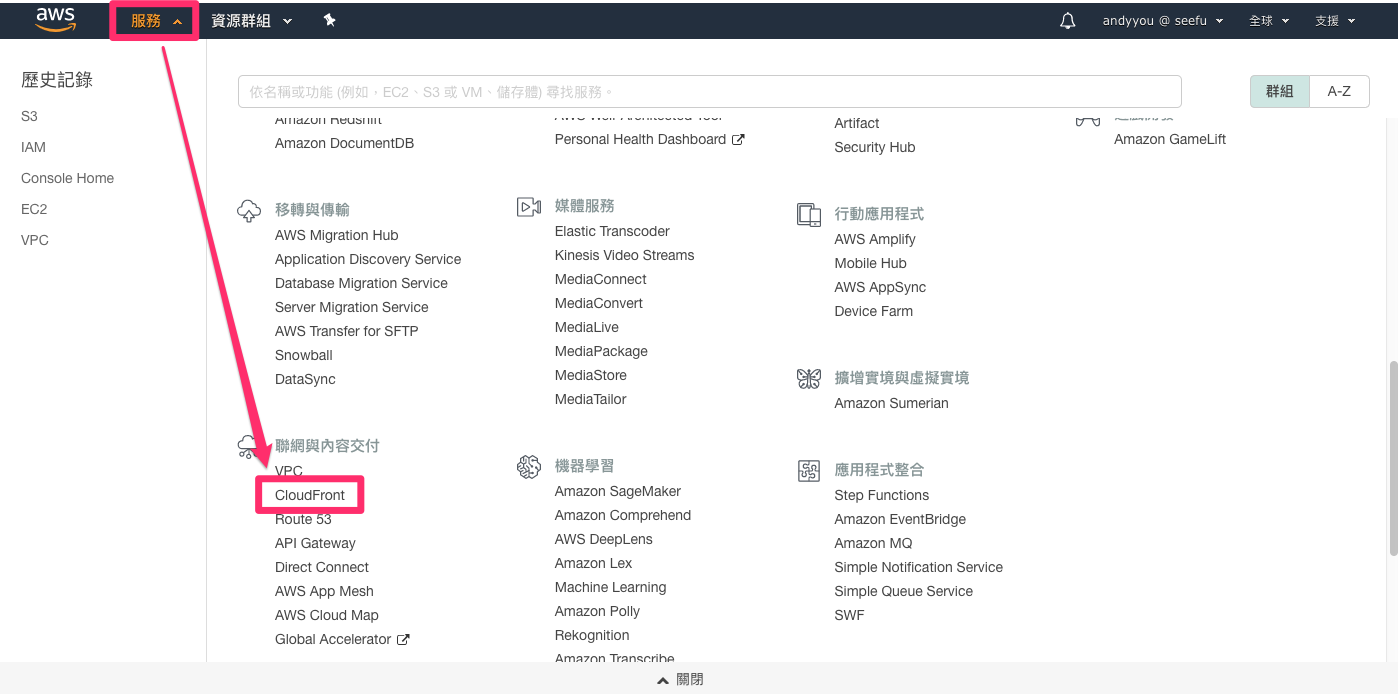 aws 服務 資源群組 andyyou @ seefu 全球 支援
歷史記錄
S3
IAM
Console Home
EC2
VPC
依名稱或功能 (例如，EC2、S3 或 VM、儲存體) 尋找服務。
群組 A-Z
Amazon Redshift
Amazon DocumentDB
移轉與傳輸
AWS Migration Hub
Application Discovery Service
Database Migration Service
Server Migration Service
AWS Transfer for SFTP
Snowball
DataSync
聯網與內容交付
VPC
CloudFront
Route 53
API Gateway
Direct Connect
AWS App Mesh
AWS Cloud Map
Global Accelerator
AWS Well-Architected Tool
Personal Health Dashboard
媒體服務
Elastic Transcoder
Kinesis Video Streams
MediaConnect
MediaConvert
MediaLive
MediaPackage
MediaStore
MediaTailor
機器學習
Amazon SageMaker
Amazon Comprehend
AWS DeepLens
Amazon Lex
Machine Learning
Amazon Polly
Rekognition
Amazon Transcribe
Artifact
Security Hub
行動應用程式
AWS Amplify
Mobile Hub
AWS AppSync
Device Farm
擴增實境與虛擬實境
Amazon Sumerian
應用程式整合
Step Functions
Amazon EventBridge
Amazon MQ
Simple Notification Service
Simple Queue Service
SWF
Amazon GameLift
關閉